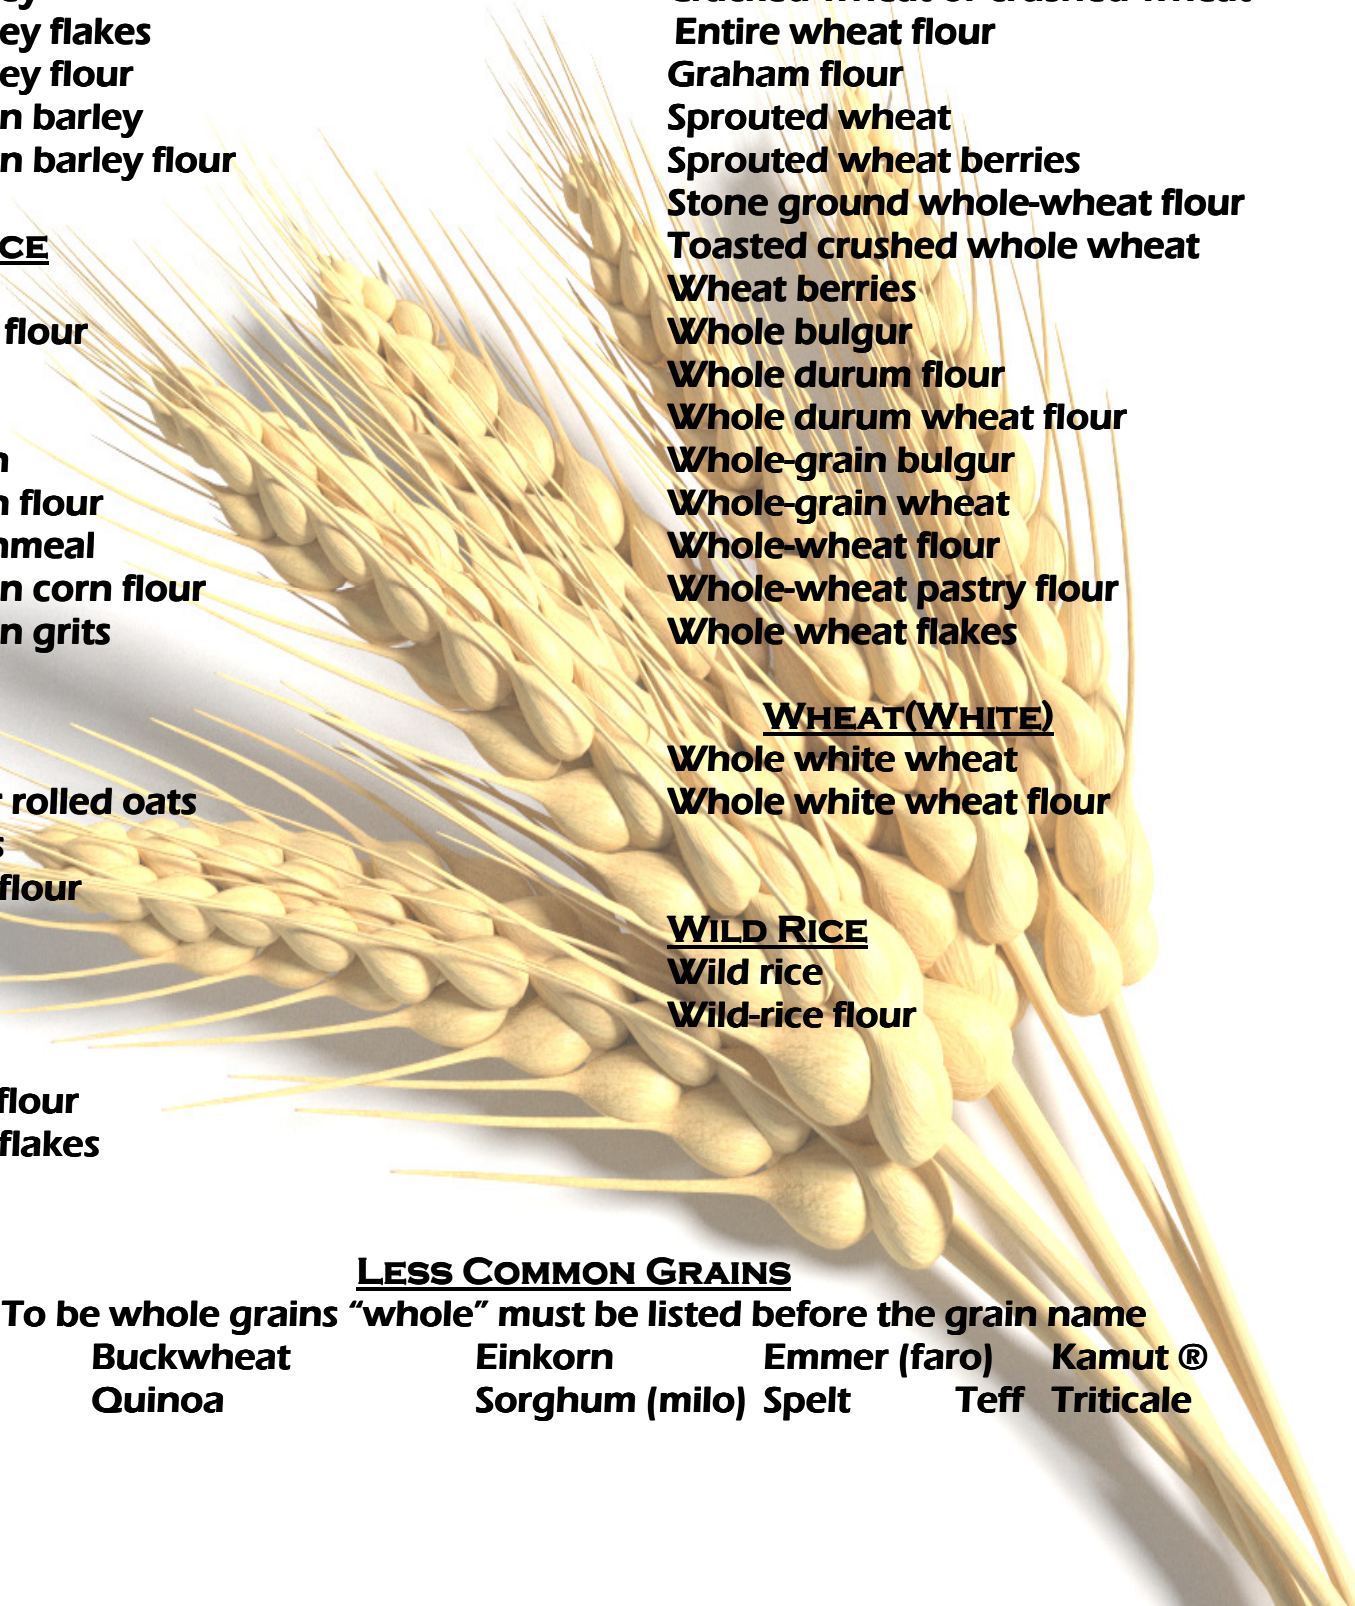 flakes
flour
barley
barley flour
flour
flour
corn flour
grits
rolled oats
flour
flour
flakes
Entire wheat flour
Graham flour
Sprouted wheat
Sprouted wheat berries
Stone ground whole-wheat flour
Toasted crushed whole wheat
Wheat berries
Whole bulgur
Whole durum flour
Whole durum wheat flour
Whole-grain bulgur
Whole-grain wheat
Whole-wheat flour
Whole-wheat pastry flour
Whole wheat flakes
WHEAT(WHITE)
Whole white wheat
Whole white wheat flour
WILD RICE
Wild rice
Wild-rice flour
LESS COMMON GRAINS
To be whole grains “whole” must be listed before the grain name
Buckwheat Einkorn Emmer (faro) Kamut ®
Quinoa Sorghum (milo) Spelt Teff Triticale